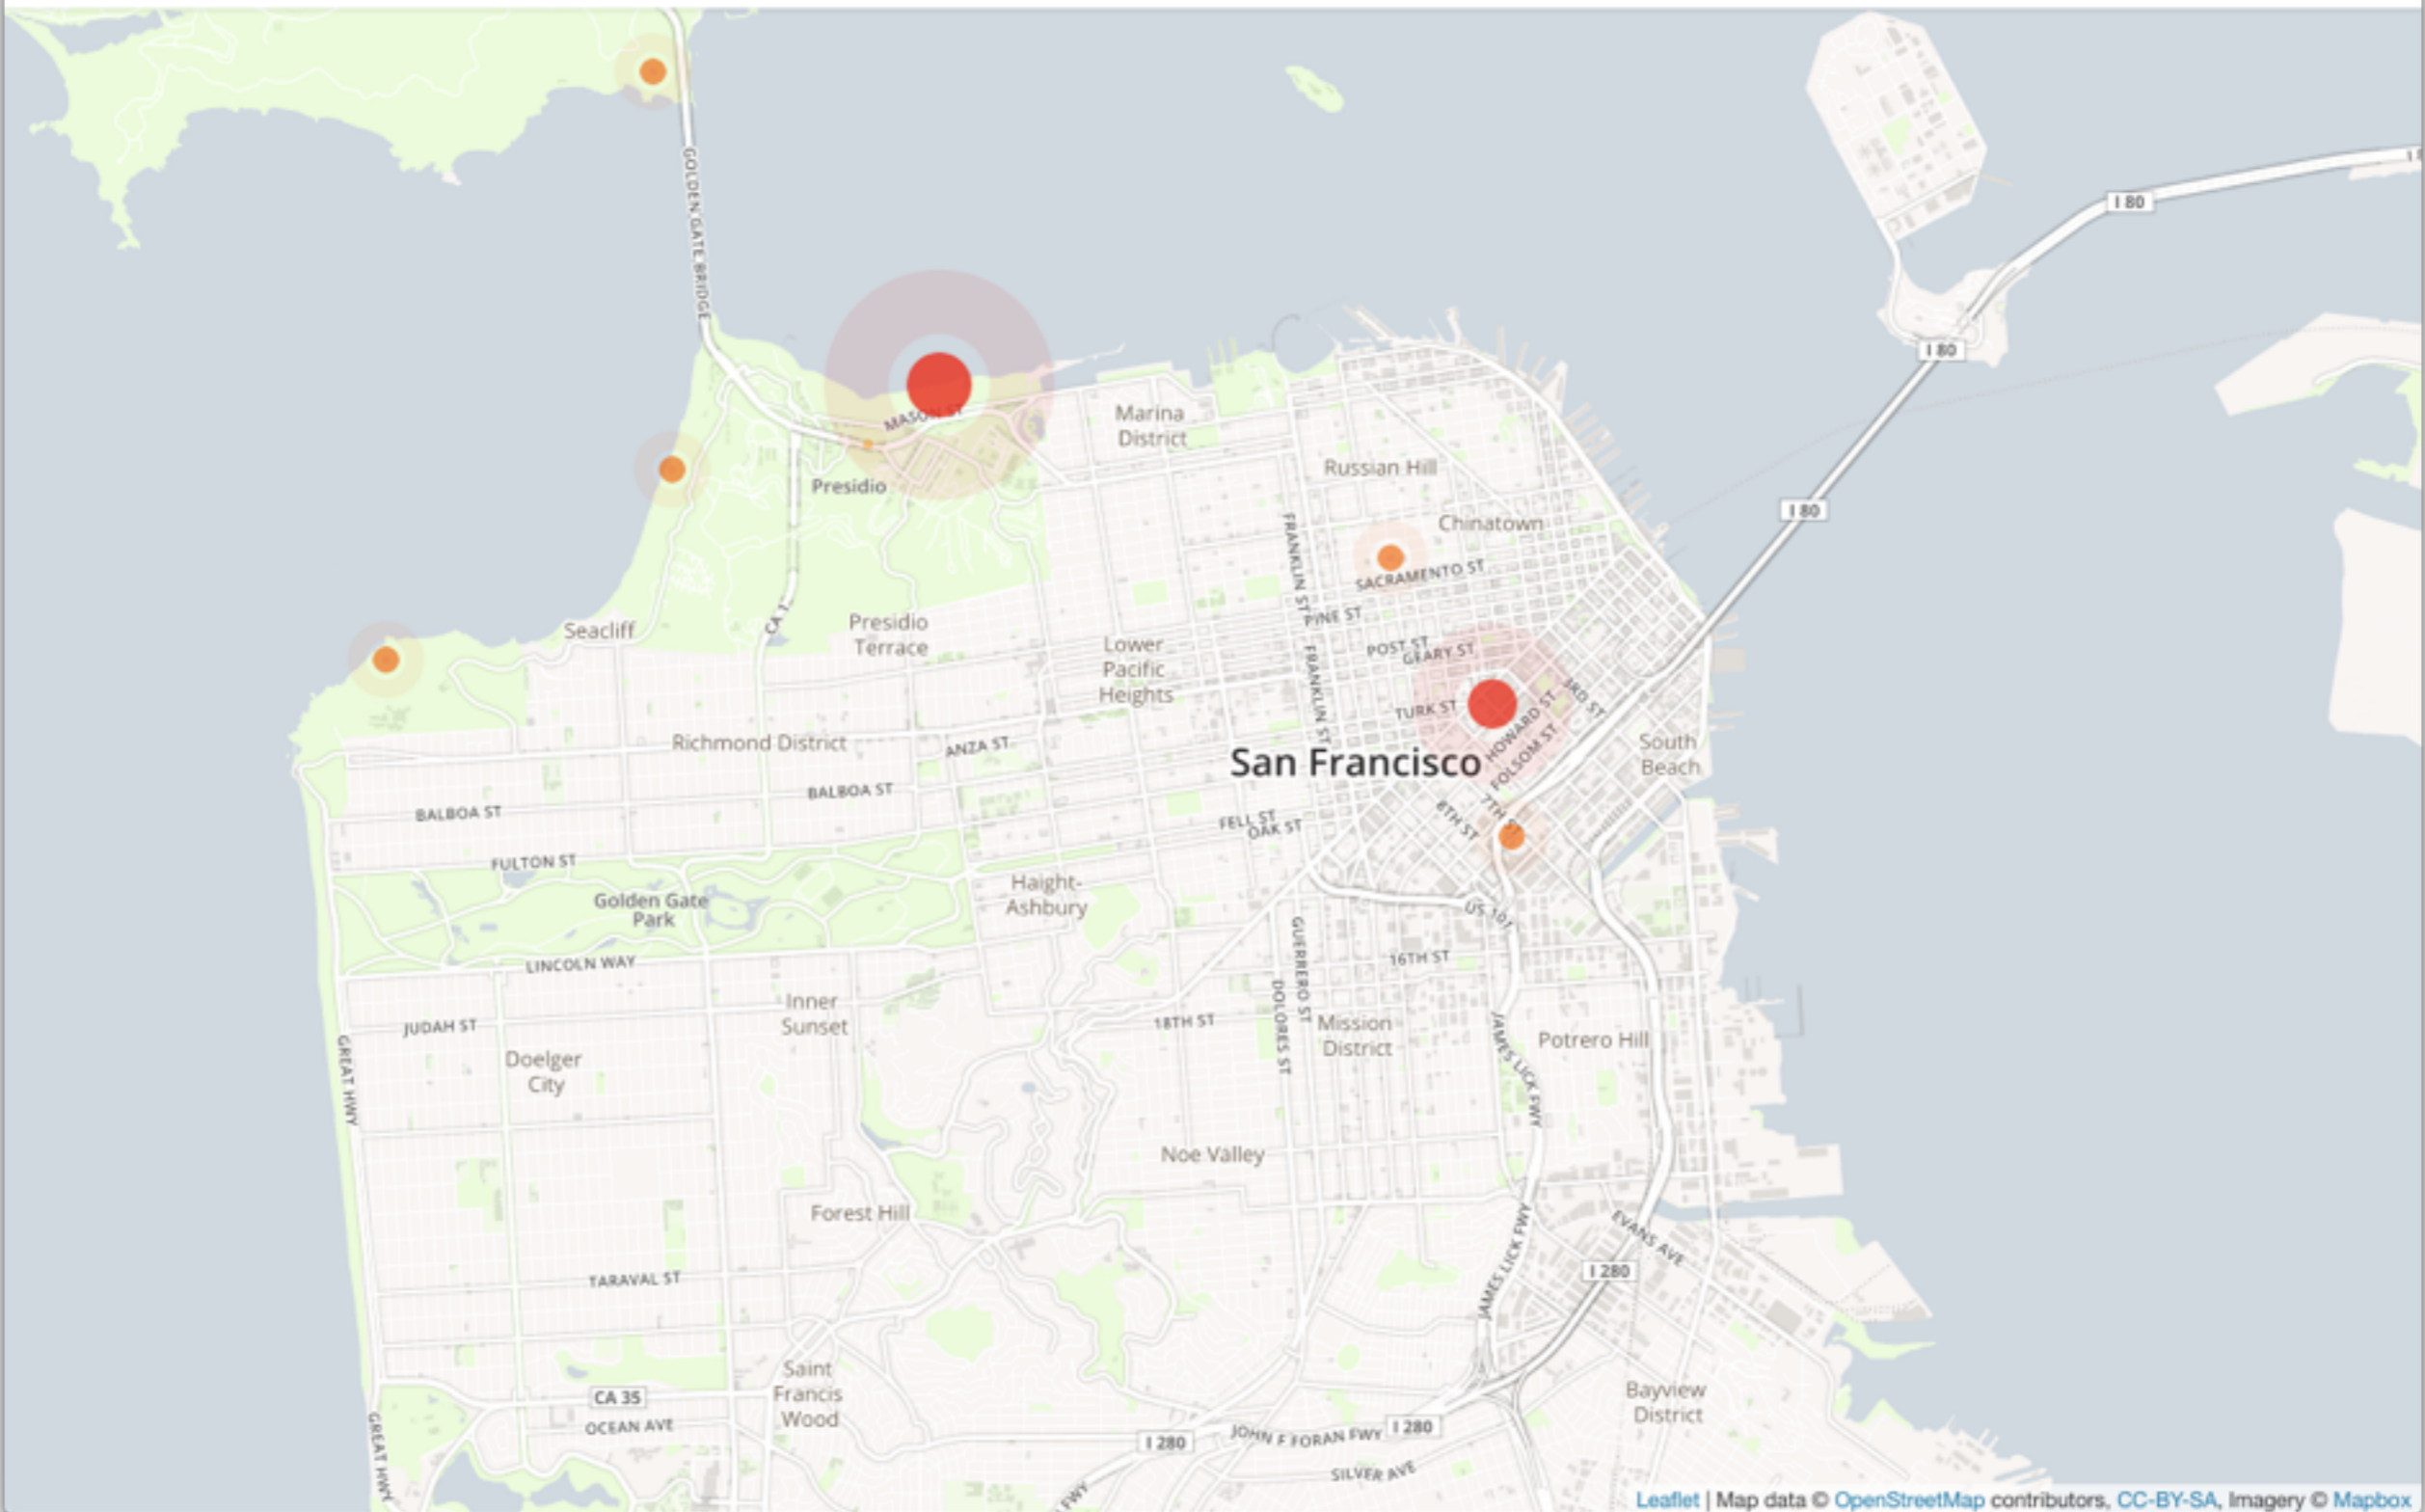 GOLDEN GATE BRIDGE
I 80
I 80
I 80
MASON ST
Marina
District
Russian Hill
Presidio
Chinatown
FRANKLIN ST
SACRAMENTO ST
PINE ST
CA 1
Seacliff
Presidio
Terrace
Lower
Pacific
Heights
POST ST
GEARY ST
FRANKLIN ST
TURK ST
3RD ST
HOWARD ST
FOLSOM ST
Richmond District
ANZA ST
San Francisco
South
Beach
BALBOA ST
BALBOA ST
7TH ST
8TH ST
FELL ST
OAK ST
FULTON ST
Haight-
Ashbury
Golden Gate
Park
US 101
LINCOLN WAY
GUERRERO ST
16TH ST
Inner
Sunset
DOLORES ST
18TH ST
Mission
District
JUDAH ST
GREAT HWY
Doelger
City
JAMES LICK FWY
Potrero Hill
Noe Valley
Forest Hill
JAMES LICK FWY
EVANS AVE
I 280
TARAVAL ST
Saint
Francis
Wood
CA 35
OCEAN AVE
GREAT HWY
Bayview
District
I 280
JOHN F FORAN FWY
I 280
SILVER AVE
FWY
Leaflet | Map data © OpenStreetMap contributors, CC-BY-SA, Imagery © Mapbox